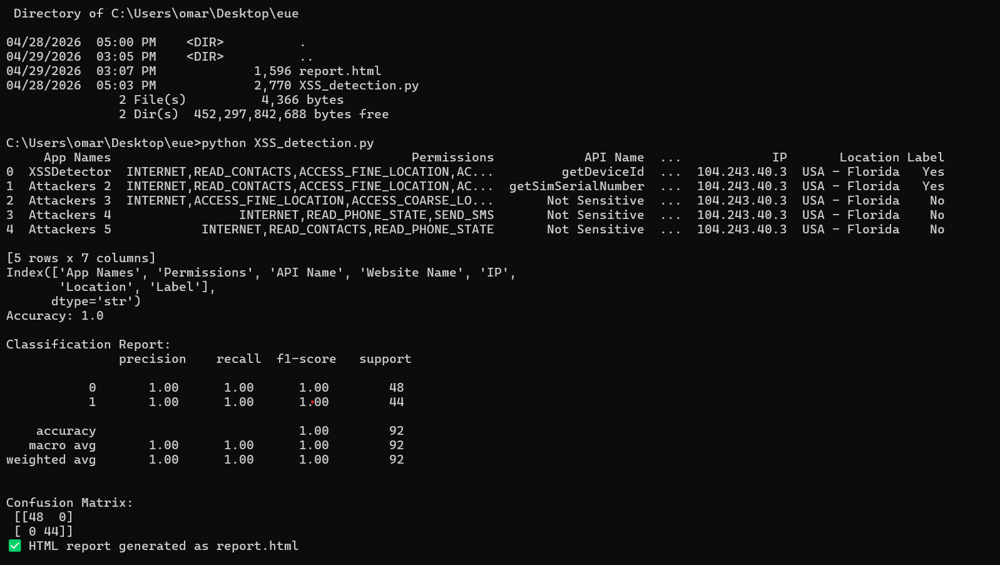 Directory of C:\Users\omar\Desktop\eue
04/28/2026  05:00 PM    <DIR>          .
04/29/2026  03:05 PM    <DIR>          ..
04/29/2026  03:07 PM             1,596 report.html
04/28/2026  05:03 PM             2,770 XSS_detection.py
               2 File(s)          4,366 bytes
               2 Dir(s)  452,297,842,688 bytes free
C:\Users\omar\Desktop\eue>python XSS_detection.py
     App Names                                        Permissions            API Name  ...            IP       Location Label
0  XSSDetector  INTERNET,READ_CONTACTS,ACCESS_FINE_LOCATION,AC...         getDeviceId  ...  104.243.40.3  USA - Florida   Yes
1  Attackers 2  INTERNET,READ_CONTACTS,ACCESS_FINE_LOCATION,AC...  getSimSerialNumber  ...  104.243.40.3  USA - Florida   Yes
2  Attackers 3  INTERNET,ACCESS_FINE_LOCATION,ACCESS_COARSE_LO...       Not Sensitive  ...  104.243.40.3  USA - Florida    No
3  Attackers 4                 INTERNET,READ_PHONE_STATE,SEND_SMS       Not Sensitive  ...  104.243.40.3  USA - Florida    No
4  Attackers 5            INTERNET,READ_CONTACTS,READ_PHONE_STATE       Not Sensitive  ...  104.243.40.3  USA - Florida    No
[5 rows x 7 columns]
Index(['App Names', 'Permissions', 'API Name', 'Website Name', 'IP',
       'Location', 'Label'],
      dtype='str')
Accuracy: 1.0
Classification Report:
               precision    recall  f1-score   support
           0       1.00      1.00      1.00        48
           1       1.00      1.00      1.00        44
    accuracy                           1.00        92
   macro avg       1.00      1.00      1.00        92
weighted avg       1.00      1.00      1.00        92
Confusion Matrix:
 [[48  0]
 [ 0 44]]
✅ HTML report generated as report.html